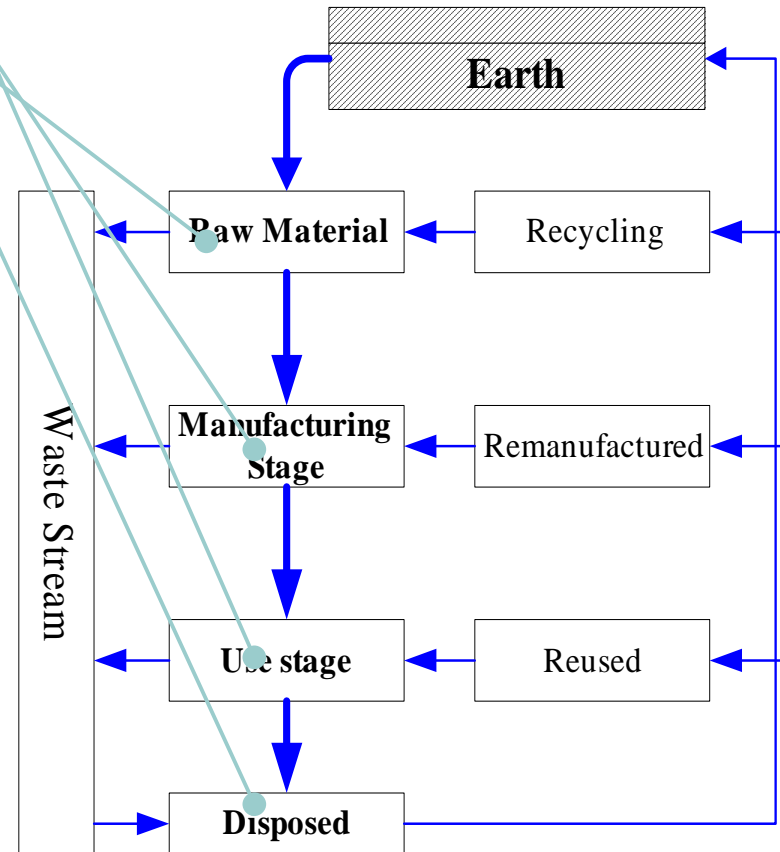 Earth
Raw Material
Recycling
Manufacturing
Stage
Remanufactured
Waste Stream
Use stage
Reused
Disposed